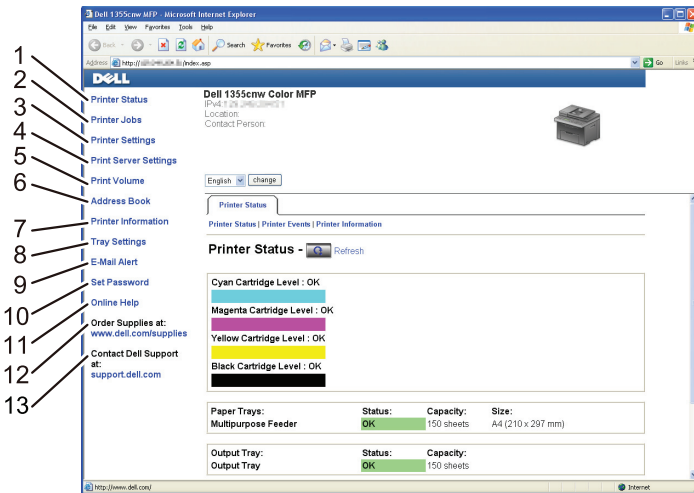 Dell 1355cnw MFP - Microsoft Internet Explorer
File Edit View Favorites Tools Help
Back Search Favorites
Address http:// /index.asp Go Links
DELL
1 Printer Status
2 Printer Jobs
3 Printer Settings
4 Print Server Settings
5 Print Volume
6 Address Book
7 Printer Information
8 Tray Settings
9 E-Mail Alert
10 Set Password
11 Online Help
12 Order Supplies at:
www.dell.com/supplies
13 Contact Dell Support
at:
support.dell.com
Dell 1355cnw Color MFP
IPv4:
Location:
Contact Person:
English change
Printer Status
Printer Status | Printer Events | Printer Information
Printer Status - Refresh
Cyan Cartridge Level : OK
Magenta Cartridge Level : OK
Yellow Cartridge Level : OK
Black Cartridge Level : OK
Paper Trays: Status: Capacity: Size:
Multipurpose Feeder OK 150 sheets A4 (210 x 297 mm)
Output Tray: Status: Capacity:
Output Tray OK 150 sheets
http://www.dell.com/ Internet